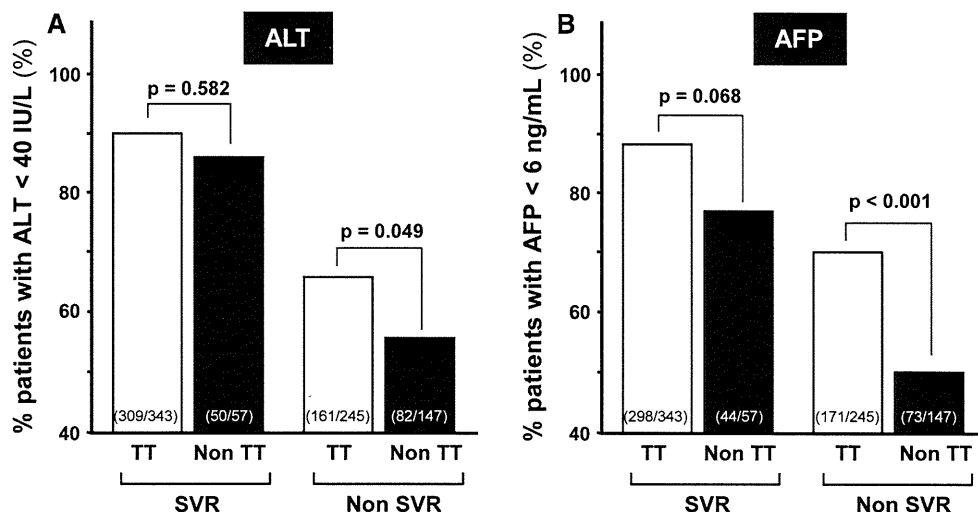 A
ALT
% patients with ALT < 40 IU/L (%)
100
80
60
40
p = 0.582
p = 0.049
(309/343)
(50/57)
(161/245)
(82/147)
TT
Non TT
TT
Non TT
SVR
Non SVR
B
AFP
% patients with AFP < 6 ng/mL (%)
100
80
60
40
p = 0.068
p < 0.001
(298/343)
(44/57)
(171/245)
(73/147)
TT
Non TT
TT
Non TT
SVR
Non SVR